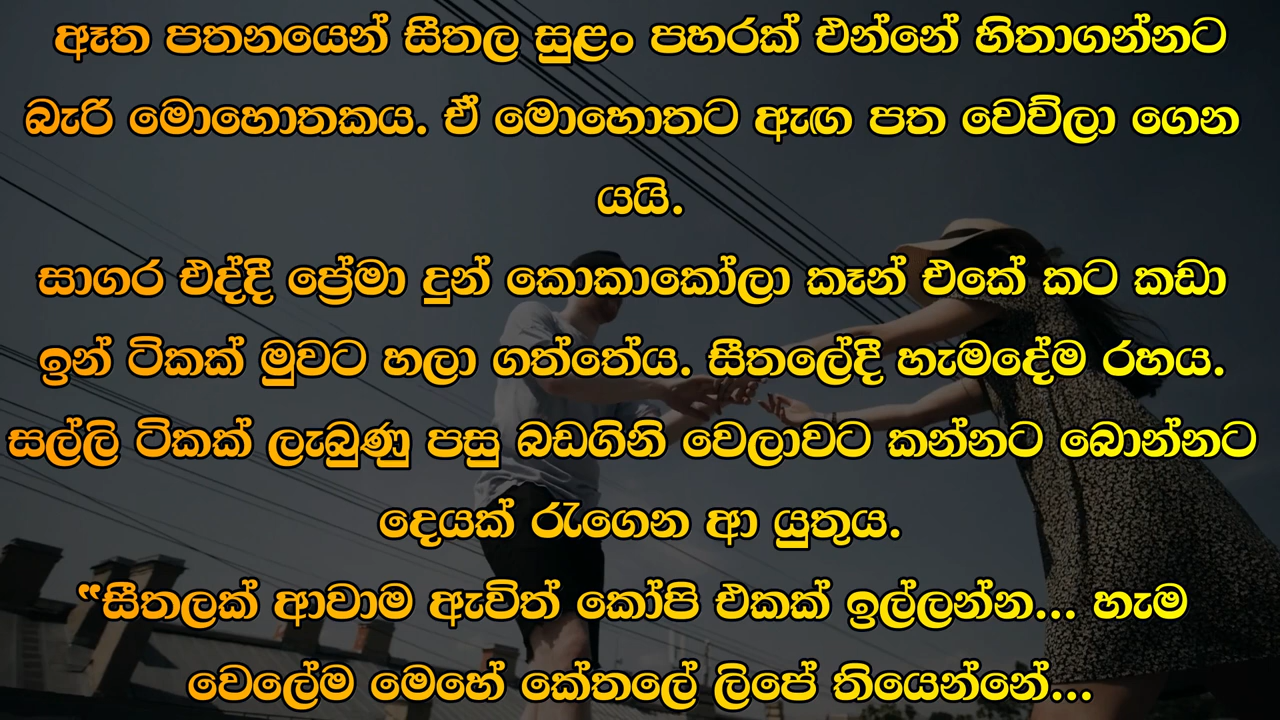 ඈත පතනයෙන් සීතල සුළං පහරක් එන්නේ හිතාගන්නට
බැරි මොහොතකය. ඒ මොහොතට ඇඟ පත වෙව්ලා ගෙන
යයි.
සාගර එද්දී ප්‍රේමා දුන් කොකාකෝලා කෑන් එකේ කට කඩා
ඉන් ටිකක් මුවට හලා ගත්තේය. සීතලේදී හැමදේම රහය.
සල්ලි ටිකක් ලැබුණු පසු බඩගිනි වෙලාවට කන්නට බොන්නට
දෙයක් රැගෙන ආ යුතුය.
“සීතලක් ආවාම ඇවිත් කෝපි එකක් ඉල්ලන්න... හැම
වෙලේම මෙහේ කේතලේ ලිපේ තියෙන්නේ...